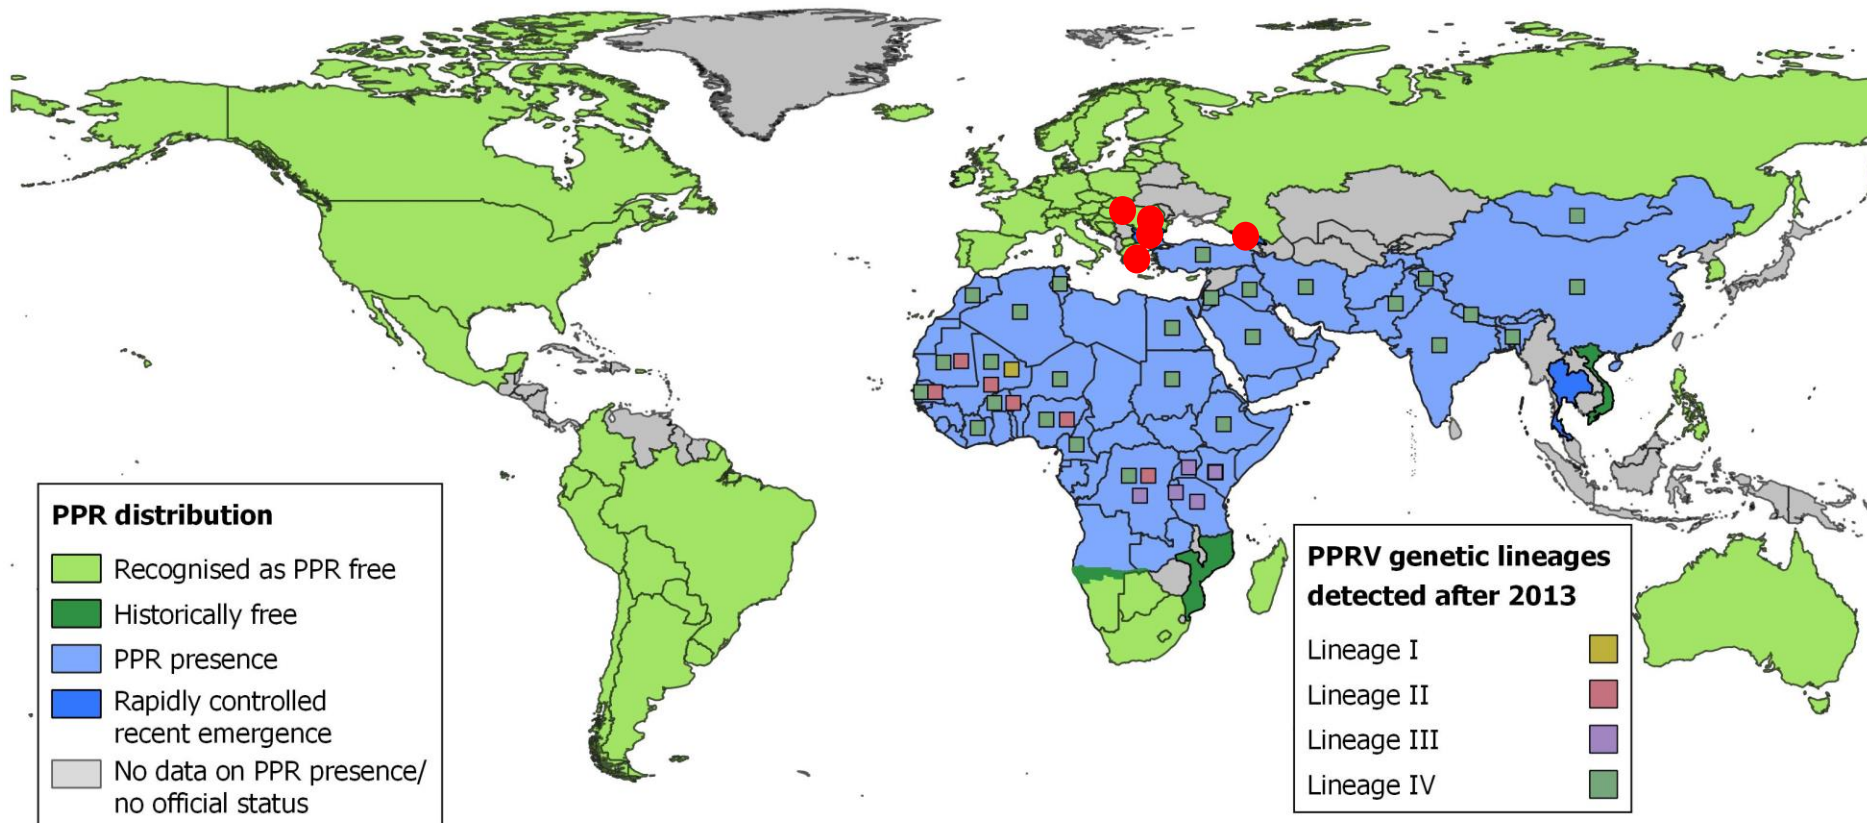 PPR distribution
Recognised as PPR free
Historically free
PPR presence
Rapidly controlled
recent emergence
No data on PPR presence/
no official status
PPRV genetic lineages
detected after 2013
Lineage I
Lineage II
Lineage III
Lineage IV